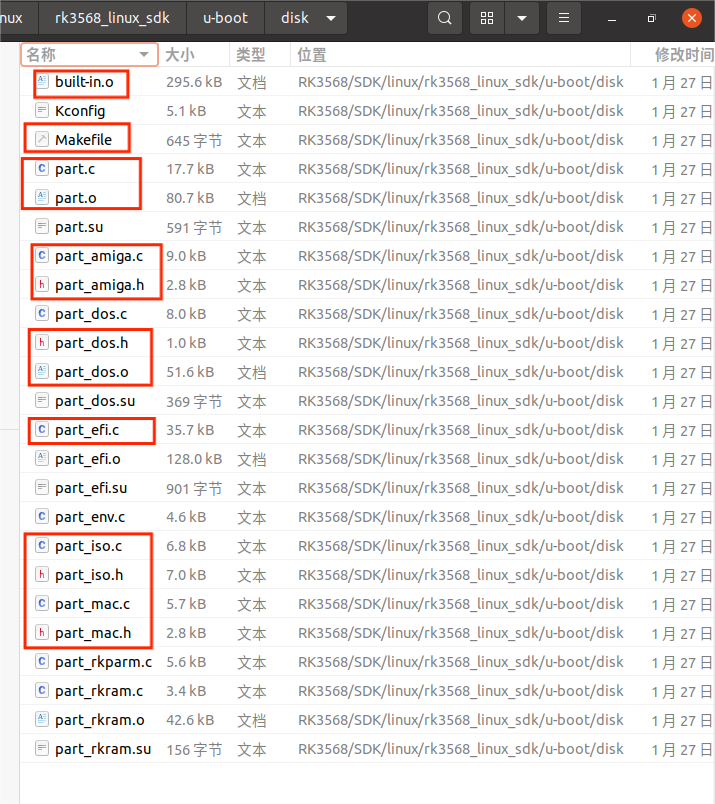 nux rk3568_linux_sdk u-boot disk
名称 大小 类型 位置 修改时间
built-in.o 295.6 kB 文档 RK3568/SDK/linux/rk3568_linux_sdk/u-boot/disk 1 月 27 日
Kconfig 5.1 kB 文本 RK3568/SDK/linux/rk3568_linux_sdk/u-boot/disk 1 月 27 日
Makefile 645 字节 文本 RK3568/SDK/linux/rk3568_linux_sdk/u-boot/disk 1 月 27 日
part.c 17.7 kB 文本 RK3568/SDK/linux/rk3568_linux_sdk/u-boot/disk 1 月 27 日
part.o 80.7 kB 文档 RK3568/SDK/linux/rk3568_linux_sdk/u-boot/disk 1 月 27 日
part.su 591 字节 文本 RK3568/SDK/linux/rk3568_linux_sdk/u-boot/disk 1 月 27 日
part_amiga.c 9.0 kB 文本 RK3568/SDK/linux/rk3568_linux_sdk/u-boot/disk 1 月 27 日
part_amiga.h 2.8 kB 文本 RK3568/SDK/linux/rk3568_linux_sdk/u-boot/disk 1 月 27 日
part_dos.c 8.0 kB 文本 RK3568/SDK/linux/rk3568_linux_sdk/u-boot/disk 1 月 27 日
part_dos.h 1.0 kB 文本 RK3568/SDK/linux/rk3568_linux_sdk/u-boot/disk 1 月 27 日
part_dos.o 51.6 kB 文档 RK3568/SDK/linux/rk3568_linux_sdk/u-boot/disk 1 月 27 日
part_dos.su 369 字节 文本 RK3568/SDK/linux/rk3568_linux_sdk/u-boot/disk 1 月 27 日
part_efi.c 35.7 kB 文本 RK3568/SDK/linux/rk3568_linux_sdk/u-boot/disk 1 月 27 日
part_efi.o 128.0 kB 文档 RK3568/SDK/linux/rk3568_linux_sdk/u-boot/disk 1 月 27 日
part_efi.su 901 字节 文本 RK3568/SDK/linux/rk3568_linux_sdk/u-boot/disk 1 月 27 日
part_env.c 4.6 kB 文本 RK3568/SDK/linux/rk3568_linux_sdk/u-boot/disk 1 月 27 日
part_iso.c 6.8 kB 文本 RK3568/SDK/linux/rk3568_linux_sdk/u-boot/disk 1 月 27 日
part_iso.h 7.0 kB 文本 RK3568/SDK/linux/rk3568_linux_sdk/u-boot/disk 1 月 27 日
part_mac.c 5.7 kB 文本 RK3568/SDK/linux/rk3568_linux_sdk/u-boot/disk 1 月 27 日
part_mac.h 2.8 kB 文本 RK3568/SDK/linux/rk3568_linux_sdk/u-boot/disk 1 月 27 日
part_rkparm.c 5.6 kB 文本 RK3568/SDK/linux/rk3568_linux_sdk/u-boot/disk 1 月 27 日
part_rkram.c 3.4 kB 文本 RK3568/SDK/linux/rk3568_linux_sdk/u-boot/disk 1 月 27 日
part_rkram.o 42.6 kB 文档 RK3568/SDK/linux/rk3568_linux_sdk/u-boot/disk 1 月 27 日
part_rkram.su 156 字节 文本 RK3568/SDK/linux/rk3568_linux_sdk/u-boot/disk 1 月 27 日